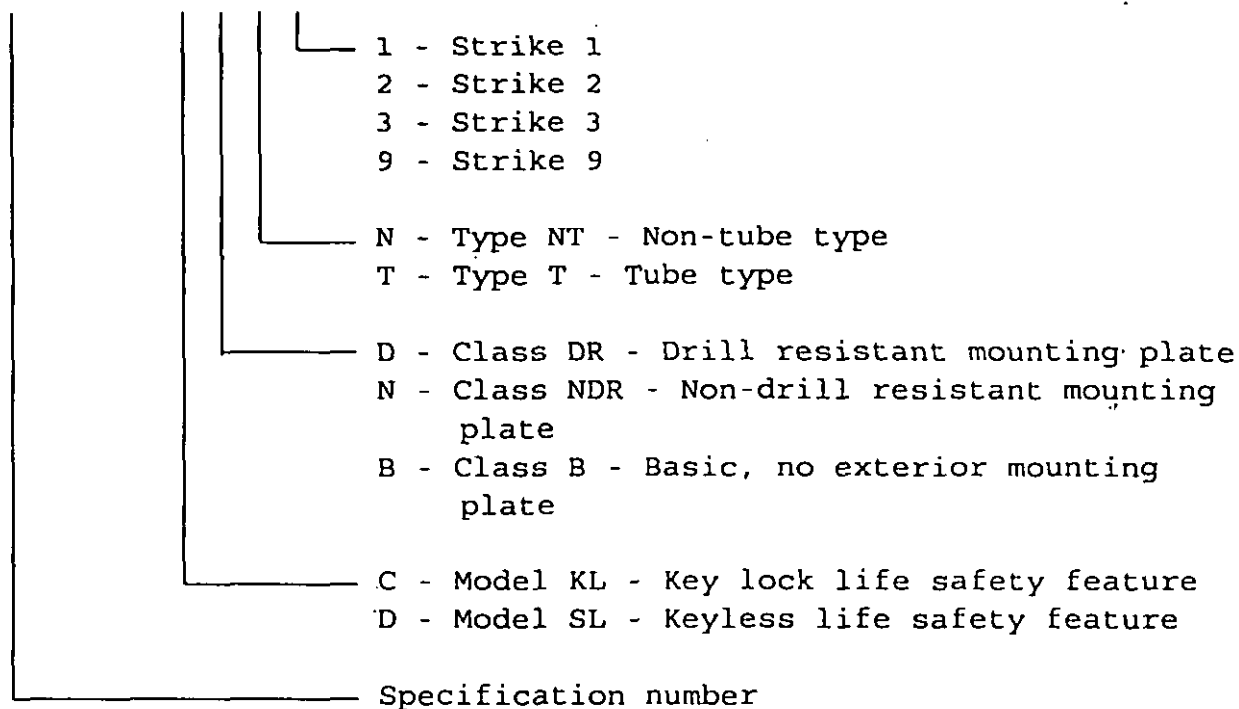 1 - Strike 1
2 - Strike 2
3 - Strike 3
9 - Strike 9
N - Type NT - Non-tube type
T - Type T - Tube type
D - Class DR - Drill resistant mounting plate
N - Class NDR - Non-drill resistant mounting
plate
B - Class B - Basic, no exterior mounting
plate
C - Model KL - Key lock life safety feature
D - Model SL - Keyless life safety feature
Specification number